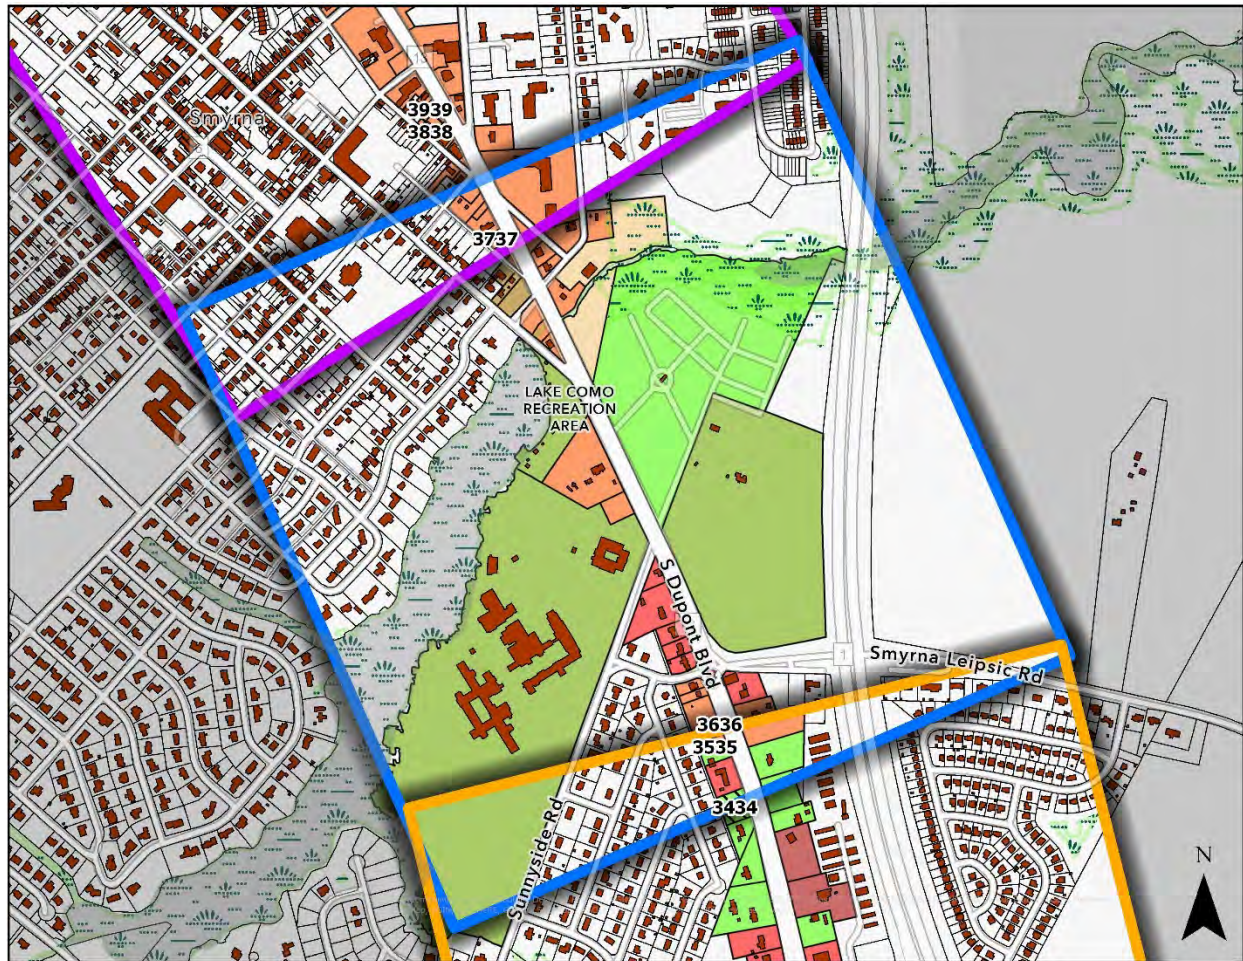 Smyrna
3939
3838
3737
LAKE COMO
RECREATION
AREA
S Dupont Blvd
1
Smyrna Leipsic Rd
3636
3535
3434
Sunnyside Rd
N